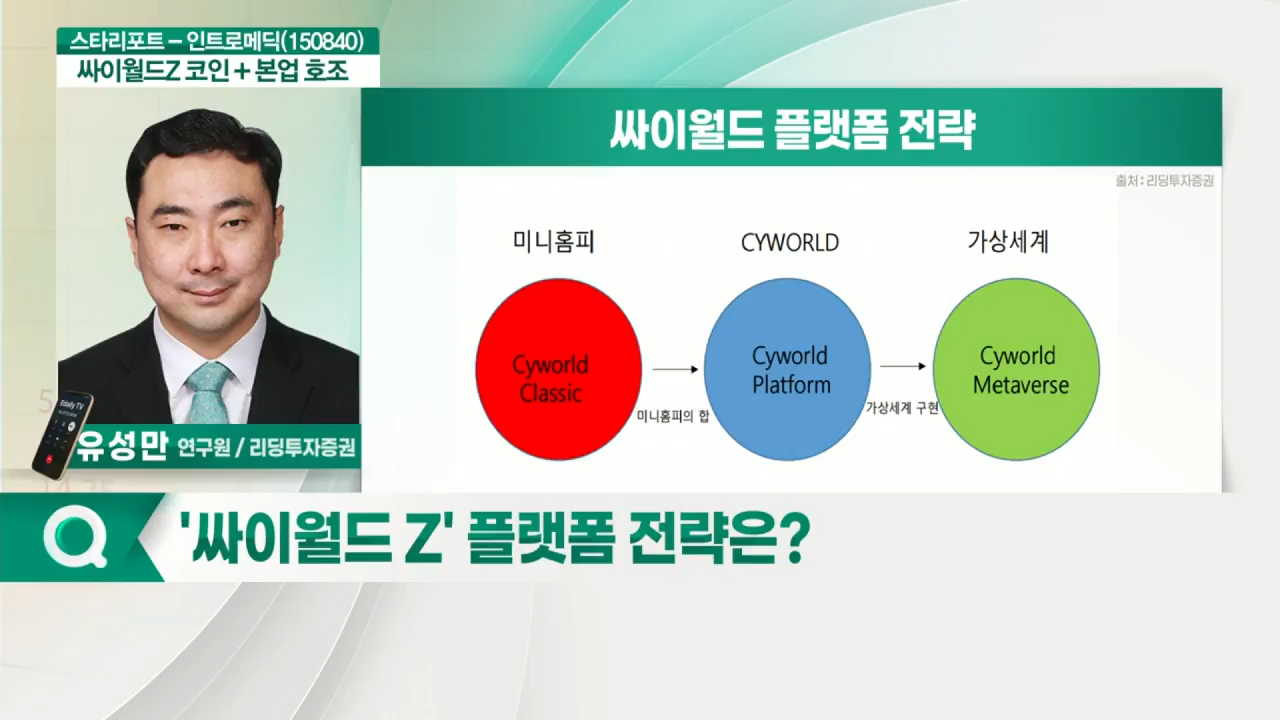 스타리포트 – 인트로메딕(150840)
싸이월드Z 코인 + 본업 호조
싸이월드 플랫폼 전략
출처 : 리딩투자증권
미니홈피
CYWORLD
가상세계
Cyworld
Classic
Cyworld
Platform
Cyworld
Metaverse
미니홈피의 합
가상세계 구현
Edaily TV
유성만 연구원 / 리딩투자증권
'싸이월드 Z' 플랫폼 전략은?